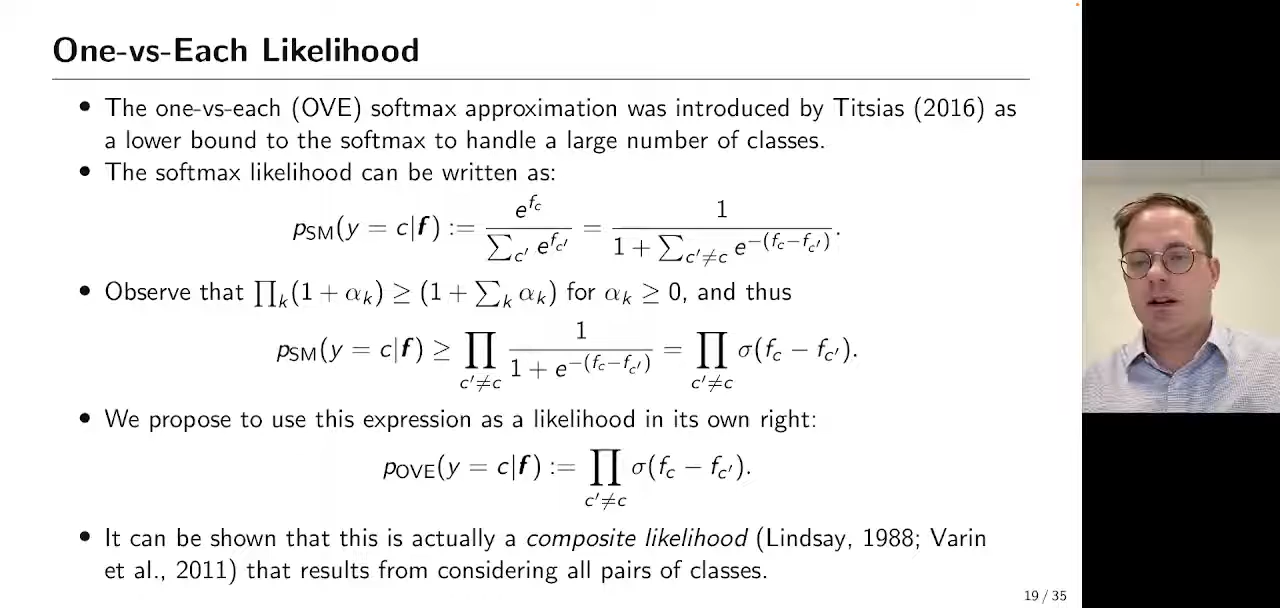 One-vs-Each Likelihood
• The one-vs-each (OVE) softmax approximation was introduced by Titsias (2016) as
a lower bound to the softmax to handle a large number of classes.
• The softmax likelihood can be written as:
p_SM(y = c|f) := e^{f_c} / ∑_{c'} e^{f_{c'}} = 1 / (1 + ∑_{c'≠c} e^{−(f_c−f_{c'})}).
• Observe that ∏_k(1 + α_k) ≥ (1 + ∑_k α_k) for α_k ≥ 0, and thus
p_SM(y = c|f) ≥ ∏_{c'≠c} 1 / (1 + e^{−(f_c−f_{c'})}) = ∏_{c'≠c} σ(f_c − f_{c'}).
• We propose to use this expression as a likelihood in its own right:
p_OVE(y = c|f) := ∏_{c'≠c} σ(f_c − f_{c'}).
• It can be shown that this is actually a composite likelihood (Lindsay, 1988; Varin
et al., 2011) that results from considering all pairs of classes.
19 / 35